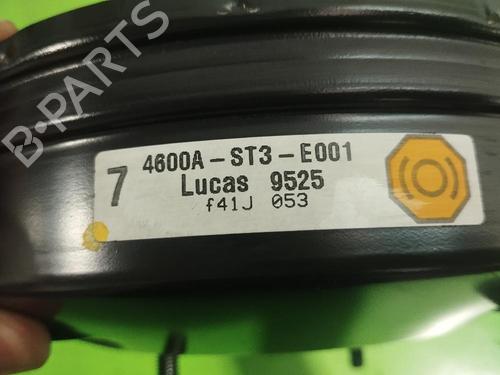 B-PARTS
7
4600A-ST3-E001
Lucas 9525
f41J 053